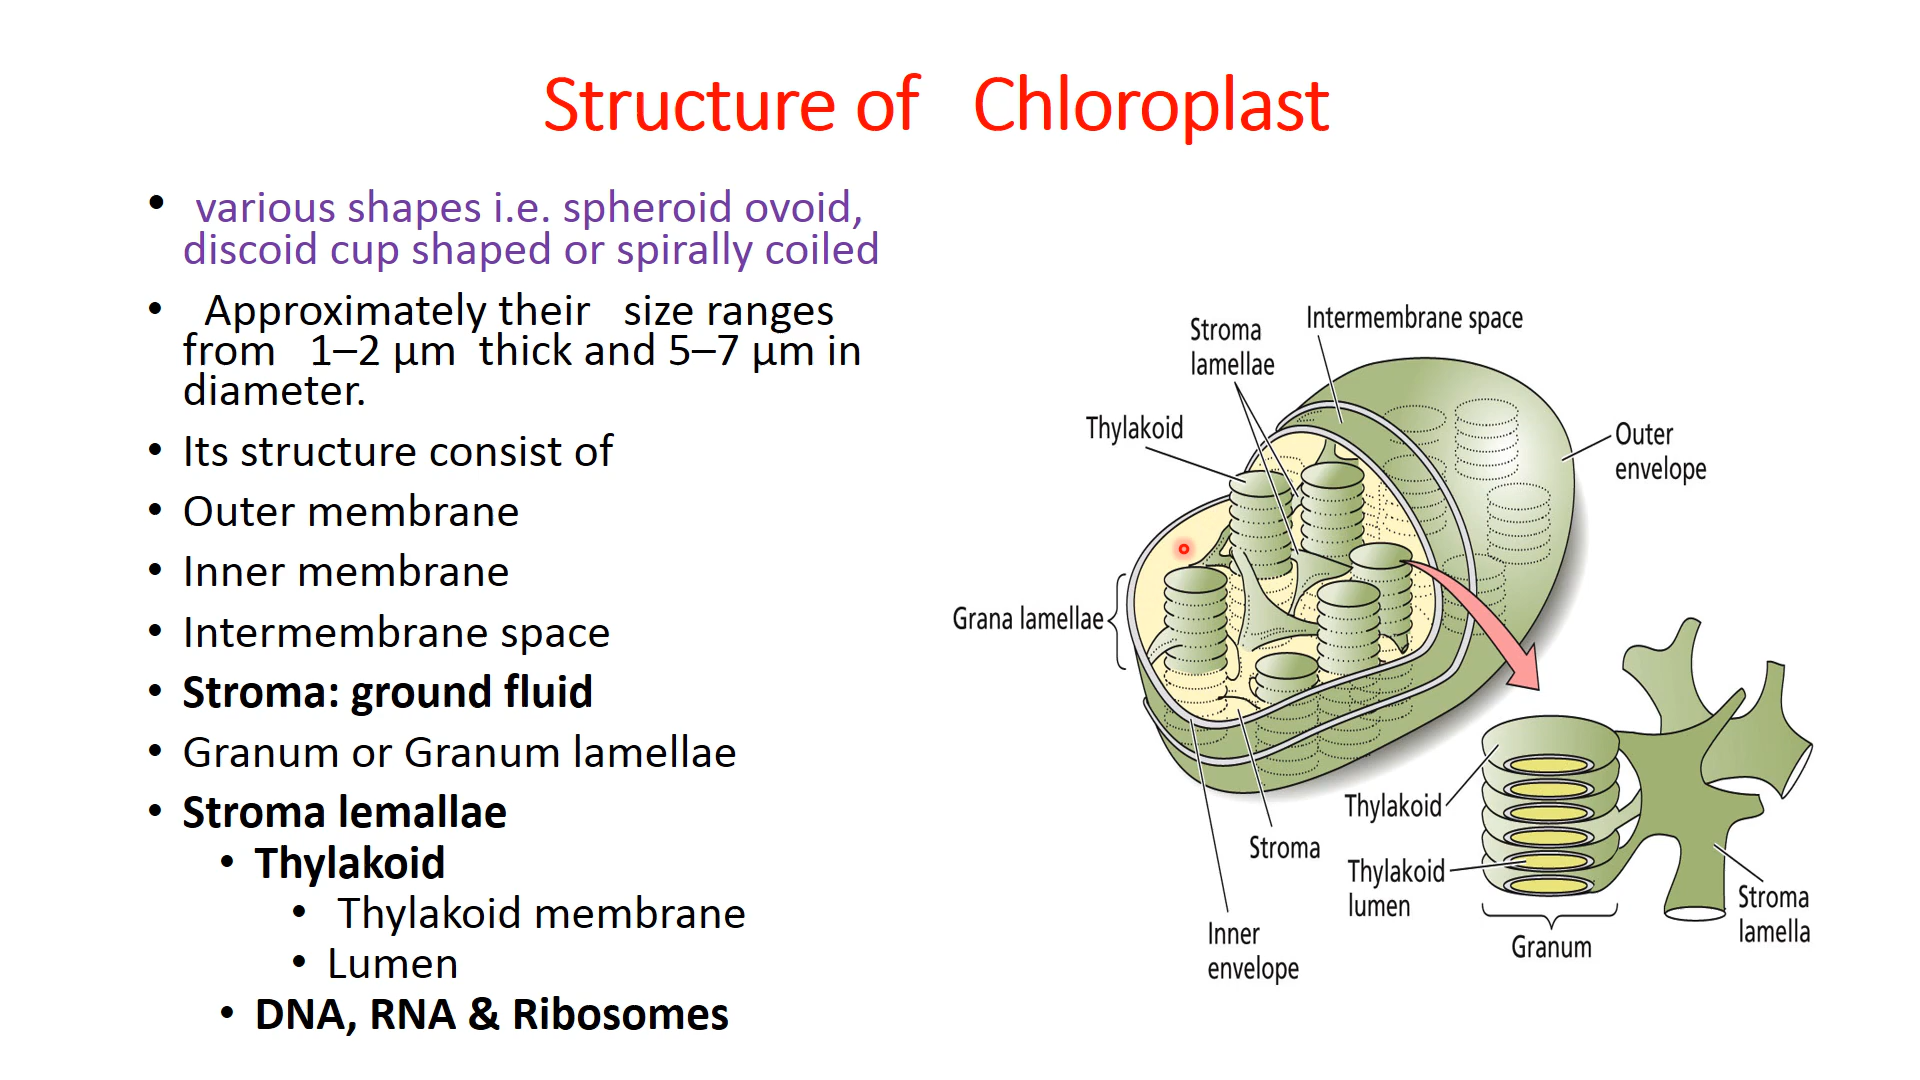 Structure of Chloroplast
• various shapes i.e. spheroid ovoid,
discoid cup shaped or spirally coiled
• Approximately their size ranges
from 1–2 μm thick and 5–7 μm in
diameter.
• Its structure consist of
• Outer membrane
• Inner membrane
• Intermembrane space
• Stroma: ground fluid
• Granum or Granum lamellae
• Stroma lemallae
• Thylakoid
• Thylakoid membrane
• Lumen
• DNA, RNA & Ribosomes
Intermembrane space
Stroma
lamellae
Thylakoid
Outer
envelope
Grana lamellae
Thylakoid
Stroma
Thylakoid
lumen
Stroma
lamella
Granum
Inner
envelope